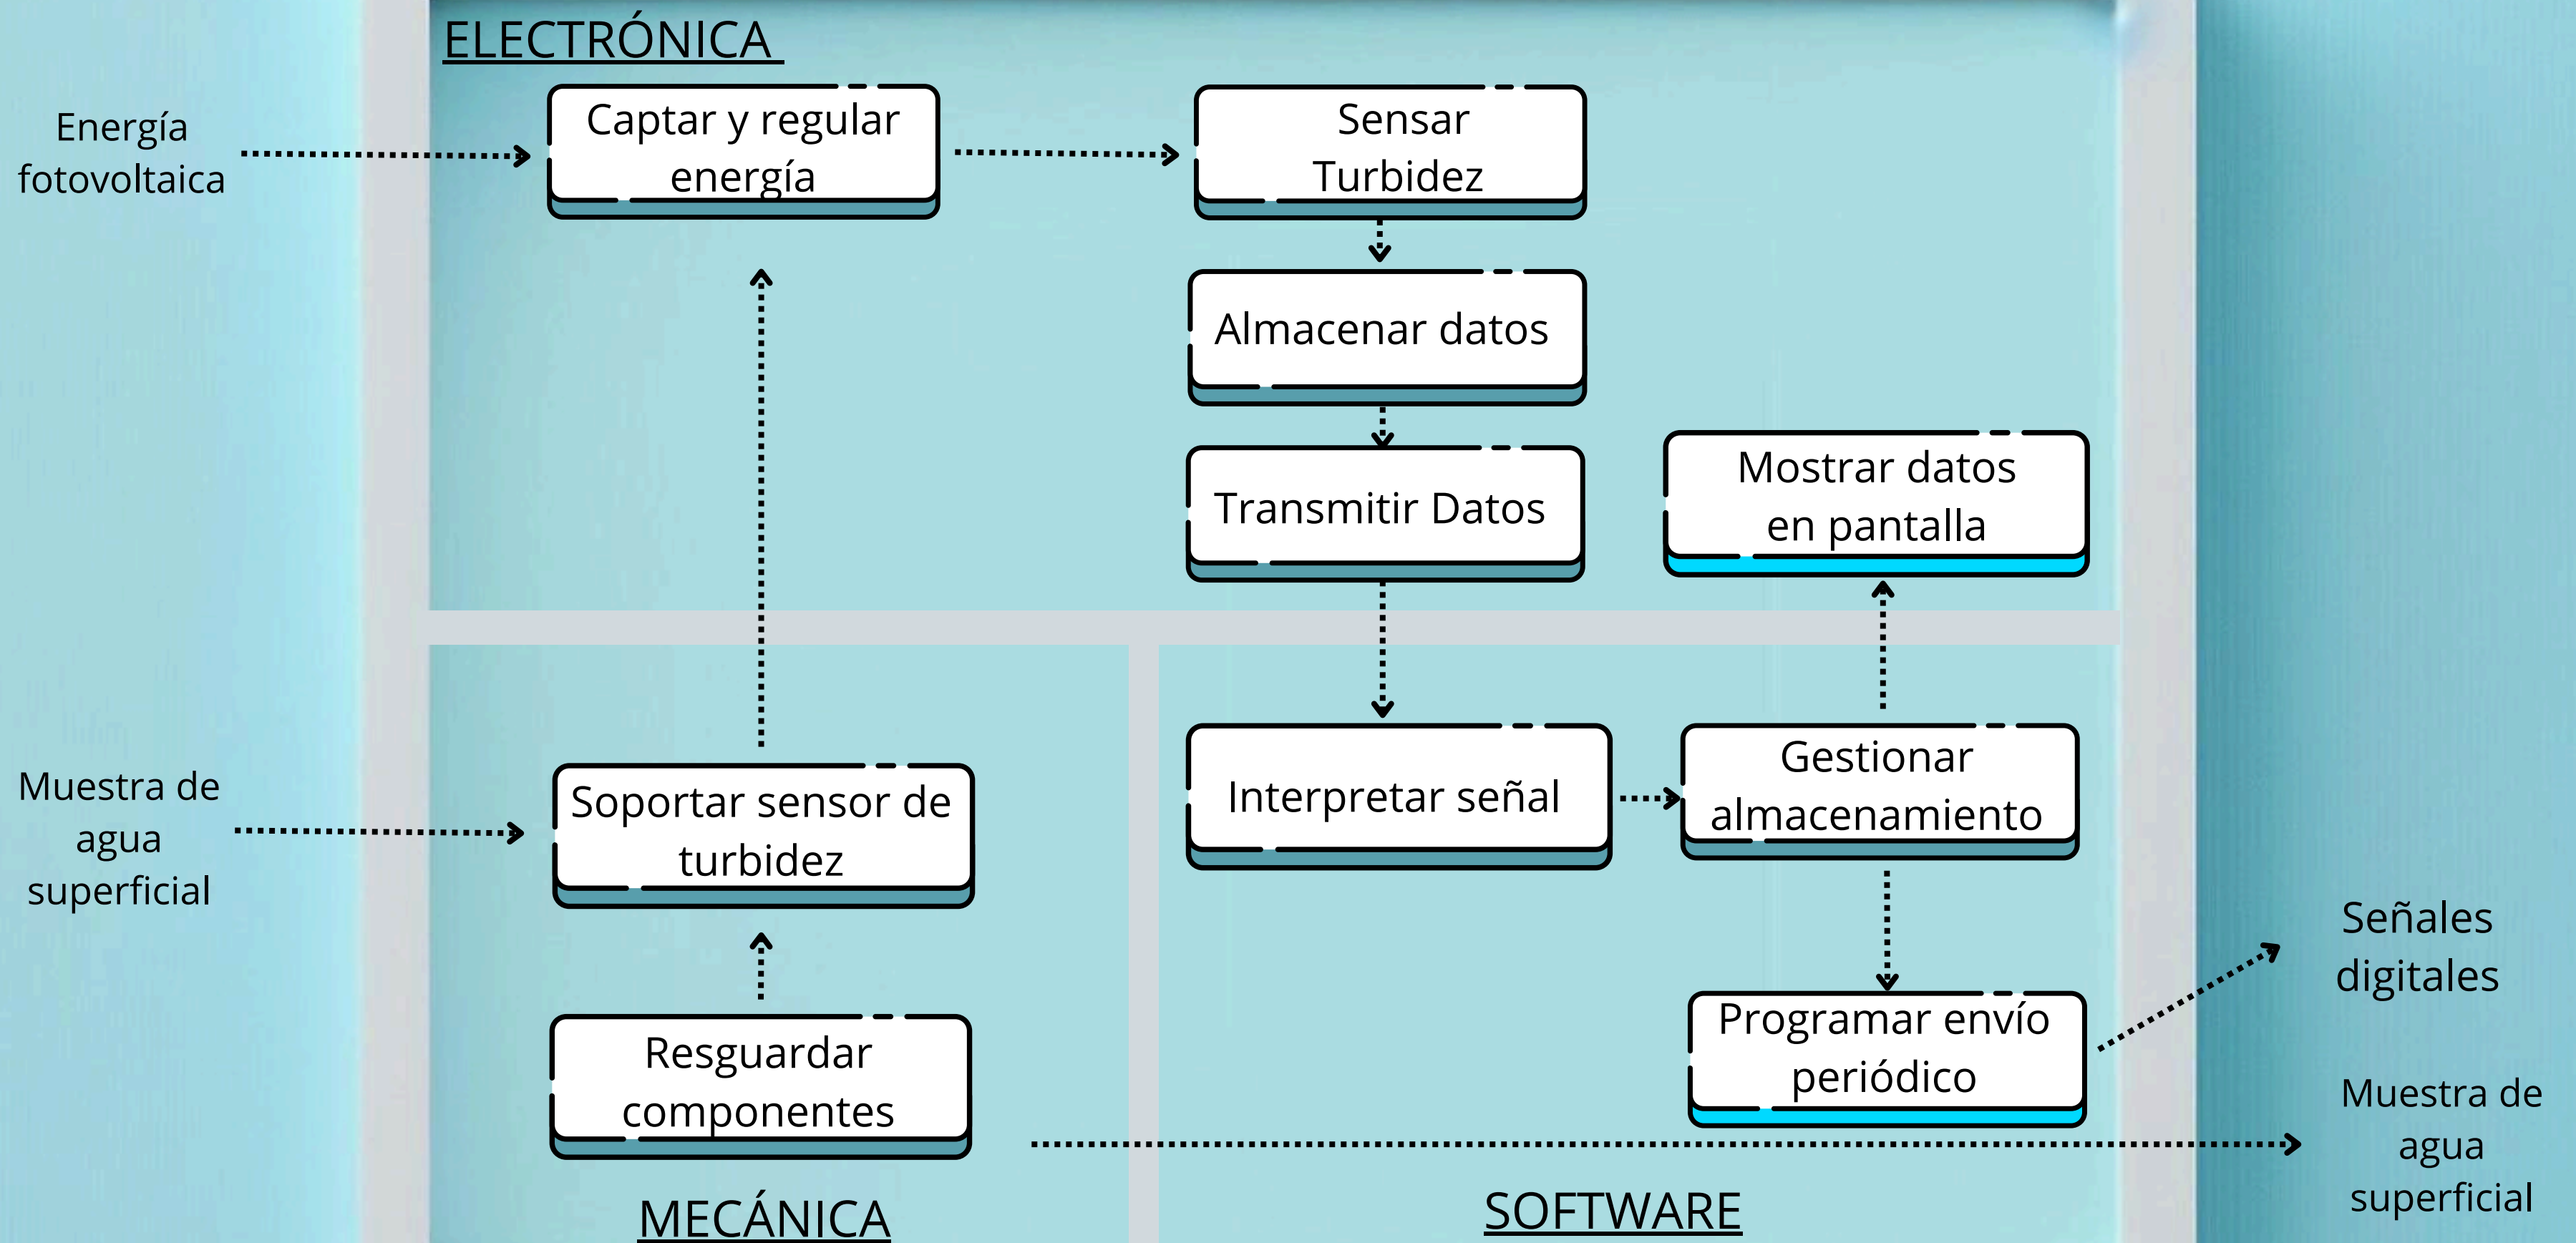 ELECTRÓNICA
Energía
fotovoltaica
Captar y regular
energía
Sensar
Turbidez
Almacenar datos
Transmitir Datos
Mostrar datos
en pantalla
Muestra de
agua
superficial
Soportar sensor de
turbidez
Resguardar
componentes
MECÁNICA
Interpretar señal
Gestionar
almacenamiento
Programar envío
periódico
SOFTWARE
Señales
digitales
Muestra de
agua
superficial